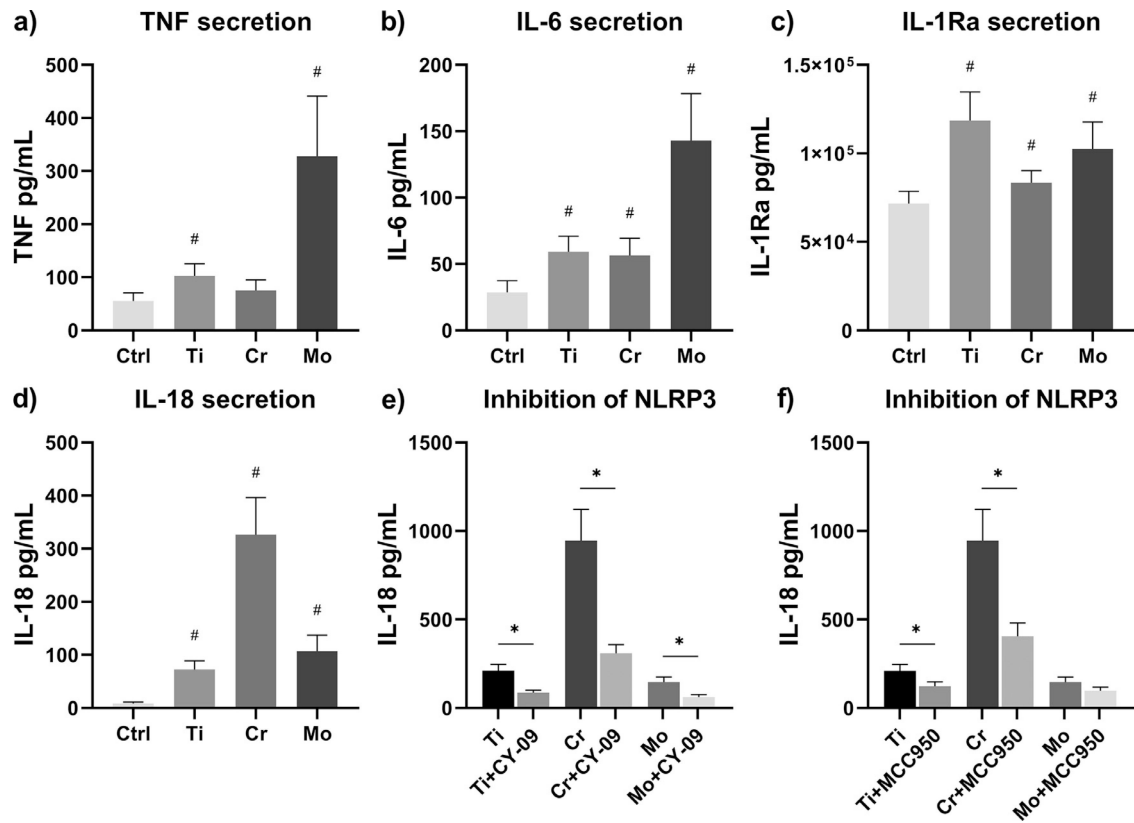 a) TNF secretion
TNF pg/mL
500
400
300
200
100
0
#
#
Ctrl Ti Cr Mo
b) IL-6 secretion
IL-6 pg/mL
200
150
100
50
0
#
#
#
Ctrl Ti Cr Mo
c) IL-1Ra secretion
IL-1Ra pg/mL
1.5×10⁵
1×10⁵
5×10⁴
0
#
#
#
Ctrl Ti Cr Mo
d) IL-18 secretion
IL-18 pg/mL
500
400
300
200
100
0
#
#
#
Ctrl Ti Cr Mo
e) Inhibition of NLRP3
IL-18 pg/mL
1500
1000
500
0
*
*
*
Ti
Ti+CY-09
Cr
Cr+CY-09
Mo
Mo+CY-09
f) Inhibition of NLRP3
IL-18 pg/mL
1500
1000
500
0
*
*
Ti
Ti+MCC950
Cr
Cr+MCC950
Mo
Mo+MCC950